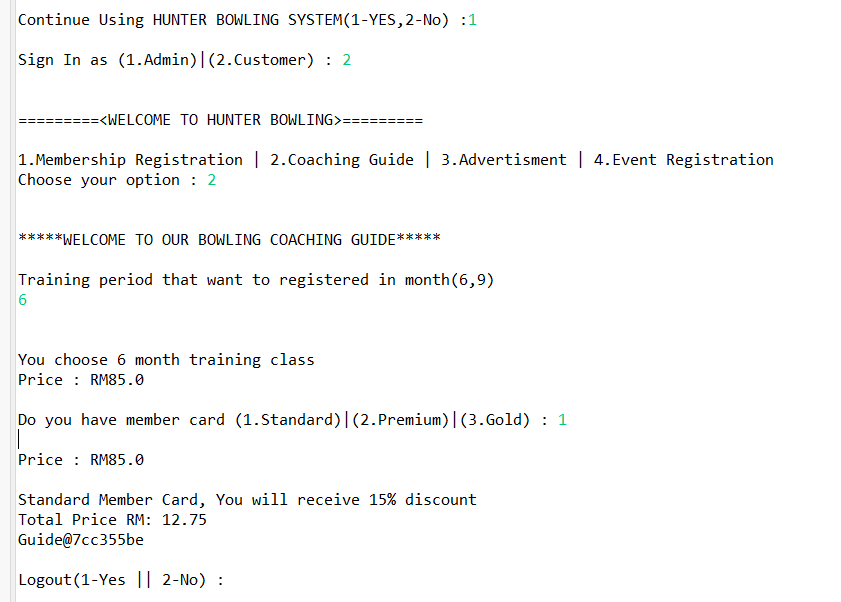 Continue Using HUNTER BOWLING SYSTEM(1-YES,2-No) :1
Sign In as (1.Admin)|(2.Customer) : 2
=========<WELCOME TO HUNTER BOWLING>=========
1.Membership Registration | 2.Coaching Guide | 3.Advertisment | 4.Event Registration
Choose your option : 2
*****WELCOME TO OUR BOWLING COACHING GUIDE*****
Training period that want to registered in month(6,9)
6
You choose 6 month training class
Price : RM85.0
Do you have member card (1.Standard)|(2.Premium)|(3.Gold) : 1
Price : RM85.0
Standard Member Card, You will receive 15% discount
Total Price RM: 12.75
Guide@7cc355be
Logout(1-Yes || 2-No) :